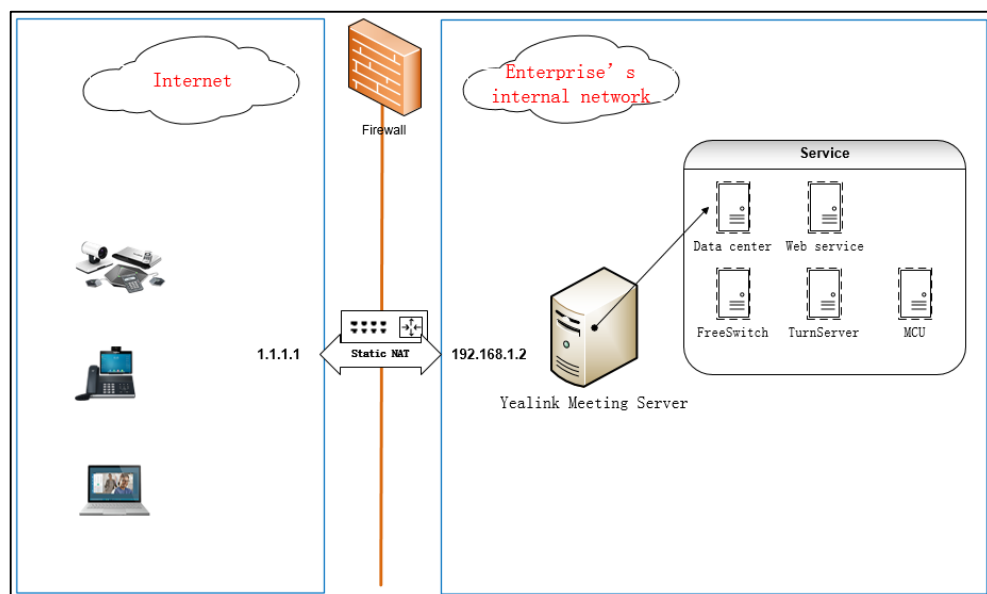 Internet
Firewall
Enterprise’s
internal network
Service
Data center
Web service
FreeSwitch
TurnServer
MCU
1.1.1.1
Static NAT
192.168.1.2
Yealink Meeting Server